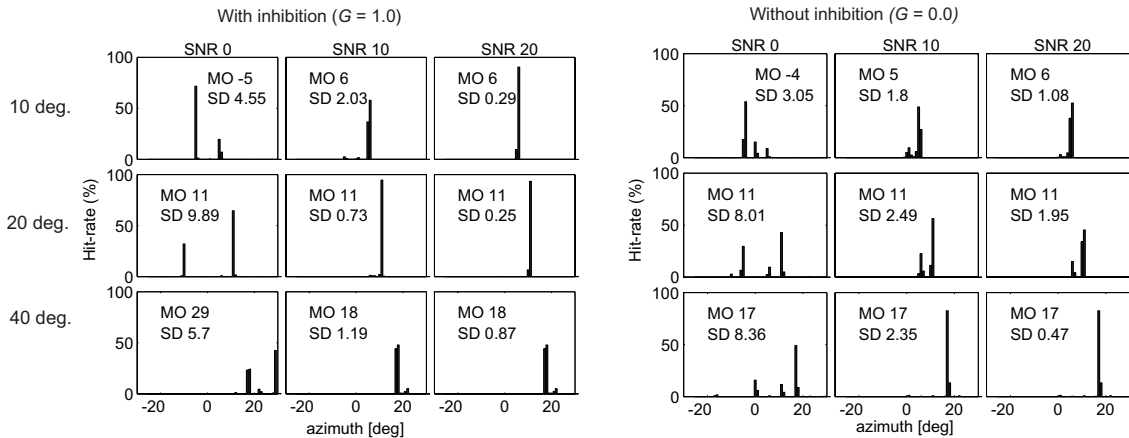 With inhibition (G = 1.0)
Without inhibition (G = 0.0)
SNR 0 SNR 10 SNR 20
SNR 0 SNR 10 SNR 20
10 deg.
20 deg.
40 deg.
Hit-rate (%)
100
50
0
MO -5
SD 4.55
MO 6
SD 2.03
MO 6
SD 0.29
100
50
0
MO 11
SD 9.89
MO 11
SD 0.73
MO 11
SD 0.25
100
50
0
MO 29
SD 5.7
MO 18
SD 1.19
MO 18
SD 0.87
-20 0 20 -20 0 20 -20 0 20
azimuth [deg]
Hit-rate (%)
100
50
0
MO -4
SD 3.05
MO 5
SD 1.8
MO 6
SD 1.08
100
50
0
MO 11
SD 8.01
MO 11
SD 2.49
MO 11
SD 1.95
100
50
0
MO 17
SD 8.36
MO 17
SD 2.35
MO 17
SD 0.47
-20 0 20 -20 0 20 -20 0 20
azimuth [deg]